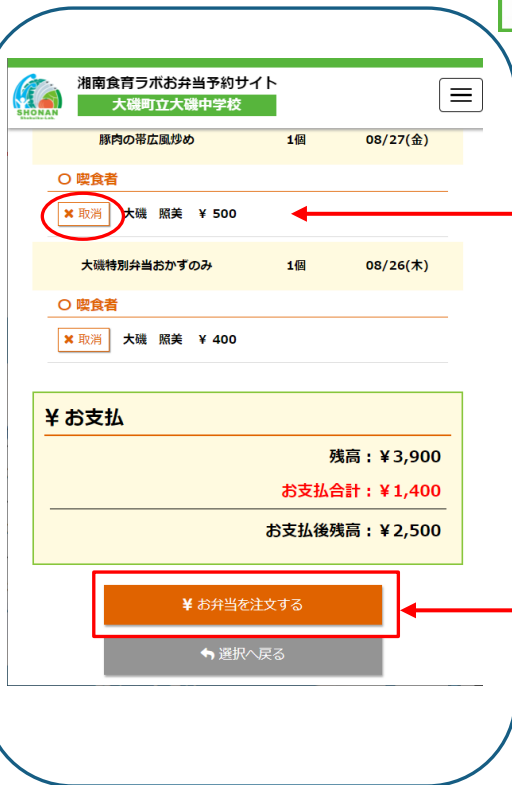 湘南食育ラボお弁当予約サイト
大磯町立大磯中学校
SHONAN
豚肉の帯広風炒め 1個 08/27(金)
喫食者
取消 大磯 照美 ¥ 500
大磯特別弁当おかずのみ 1個 08/26(木)
喫食者
取消 大磯 照美 ¥ 400
¥ お支払
残高：¥3,900
お支払合計：¥1,400
お支払後残高：¥2,500
¥ お弁当を注文する
選択へ戻る